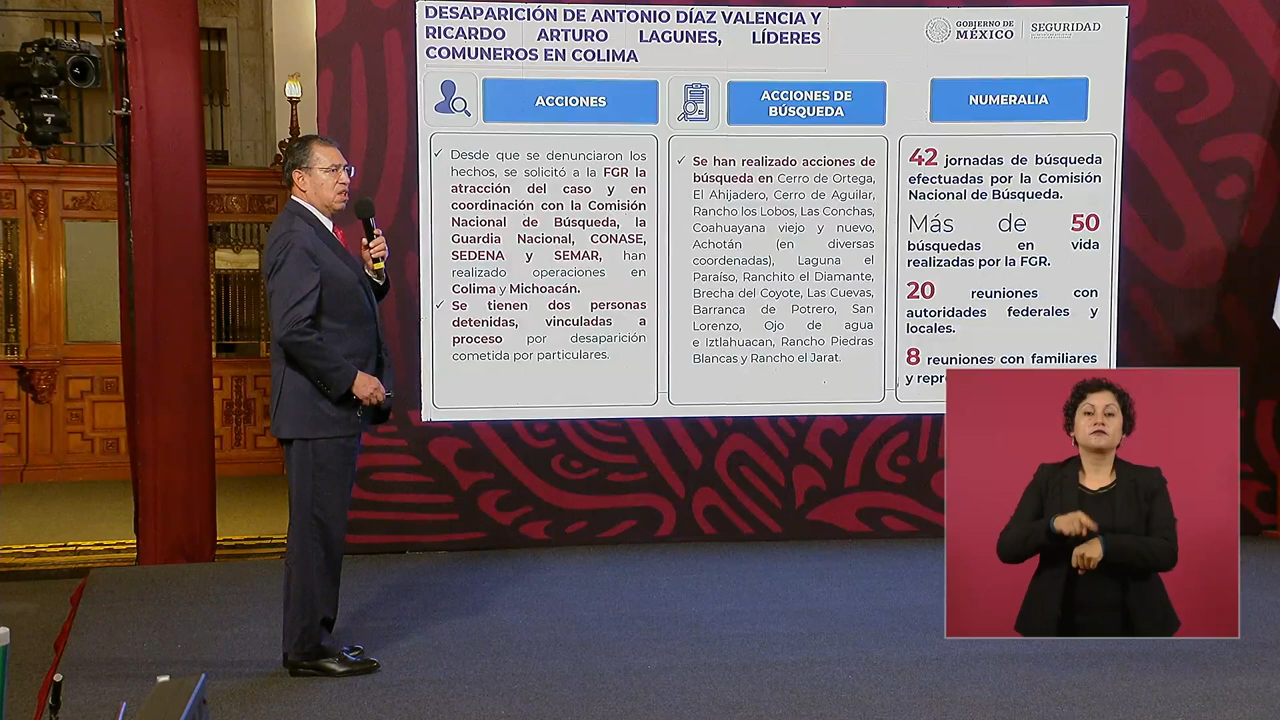 DESAPARICIÓN DE ANTONIO DÍAZ VALENCIA Y
RICARDO ARTURO LAGUNES, LÍDERES
COMUNEROS EN COLIMA
GOBIERNO DE
MÉXICO
SEGURIDAD
ACCIONES
✓ Desde que se denunciaron los
hechos, se solicitó a la FGR la
atracción del caso y en
coordinación con la Comisión
Nacional de Búsqueda, la
Guardia Nacional, CONASE,
SEDENA y SEMAR, han
realizado operaciones en
Colima y Michoacán.
✓ Se tienen dos personas
detenidas, vinculadas a
proceso por desaparición
cometida por particulares.
ACCIONES DE
BÚSQUEDA
✓ Se han realizado acciones de
búsqueda en Cerro de Ortega,
El Ahijadero, Cerro de Aguilar,
Rancho los Lobos, Las Conchas,
Coahuayana viejo y nuevo,
Achotán (en diversas
coordenadas), Laguna el
Paraíso, Ranchito el Diamante,
Brecha del Coyote, Las Cuevas,
Barranca de Potrero, San
Lorenzo, Ojo de agua
e Iztlahuacan, Rancho Piedras
Blancas y Rancho el Jarat.
NUMERALIA
42 jornadas de búsqueda
efectuadas por la Comisión
Nacional de Búsqueda.
Más de 50
búsquedas en vida
realizadas por la FGR.
20 reuniones con
autoridades federales y
locales.
8 reuniones con familiares
y repr